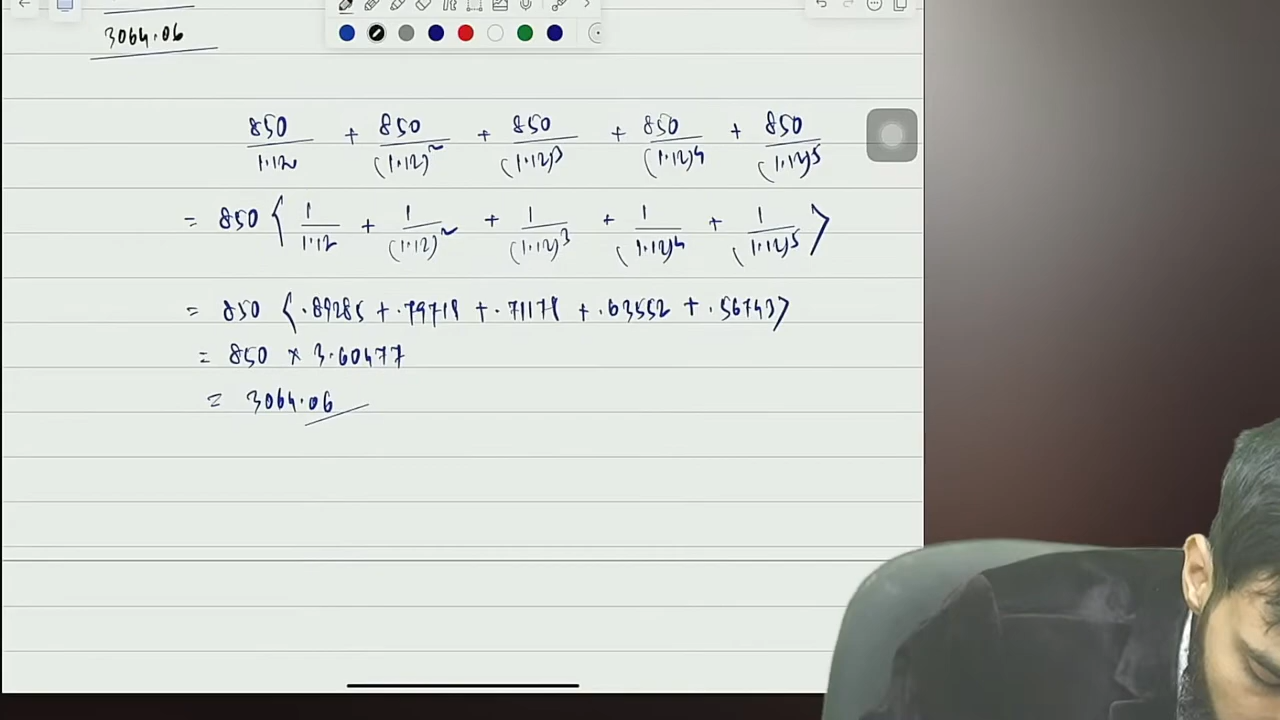 3064.06
850/1.12 + 850/(1.12)² + 850/(1.12)³ + 850/(1.12)⁴ + 850/(1.12)⁵
= 850 { 1/1.12 + 1/(1.12)² + 1/(1.12)³ + 1/(1.12)⁴ + 1/(1.12)⁵ }
= 850 { .89285 + .79719 + .71178 + .63552 + .56743 }
= 850 × 3.60477
= 3064.06